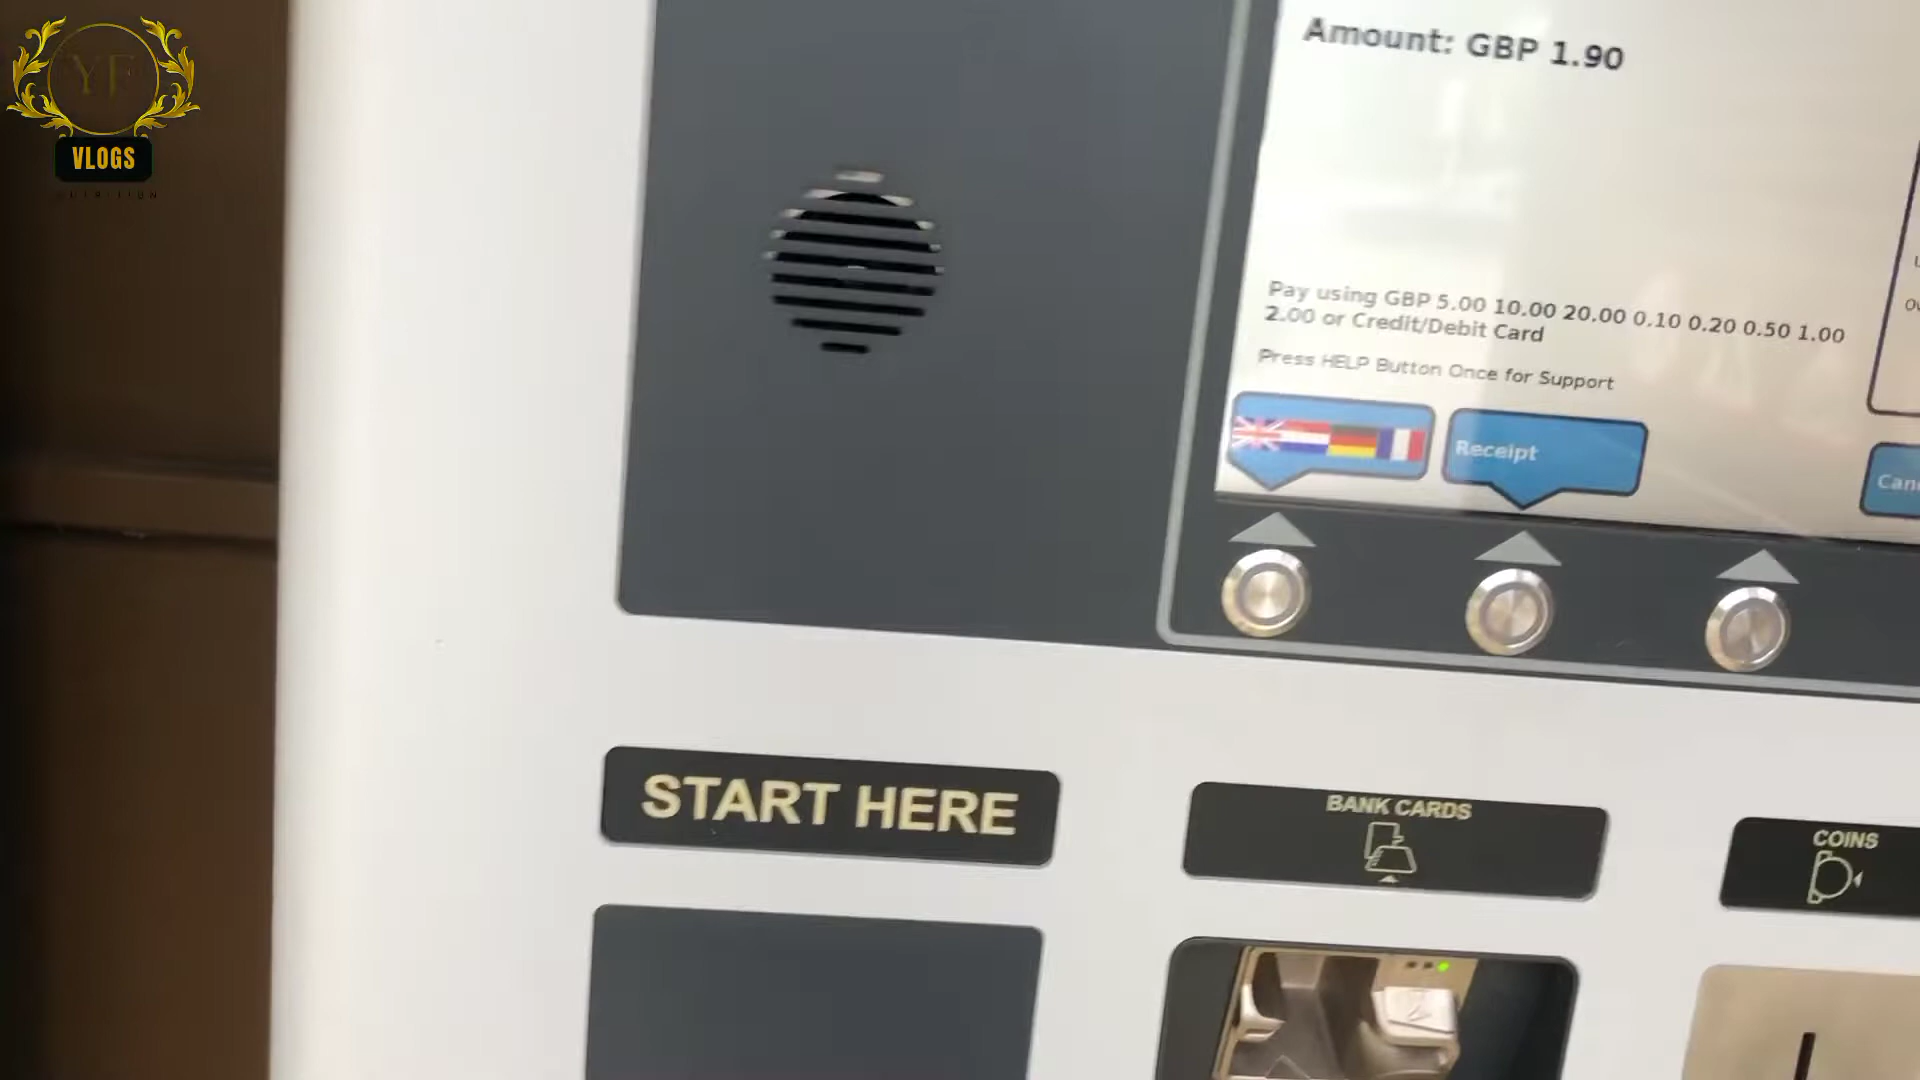 YF
VLOGS
Amount: GBP 1.90
Pay using GBP 5.00 10.00 20.00 0.10 0.20 0.50 1.00
2.00 or Credit/Debit Card
Press HELP Button Once for Support
Receipt
START HERE
BANK CARDS
COINS